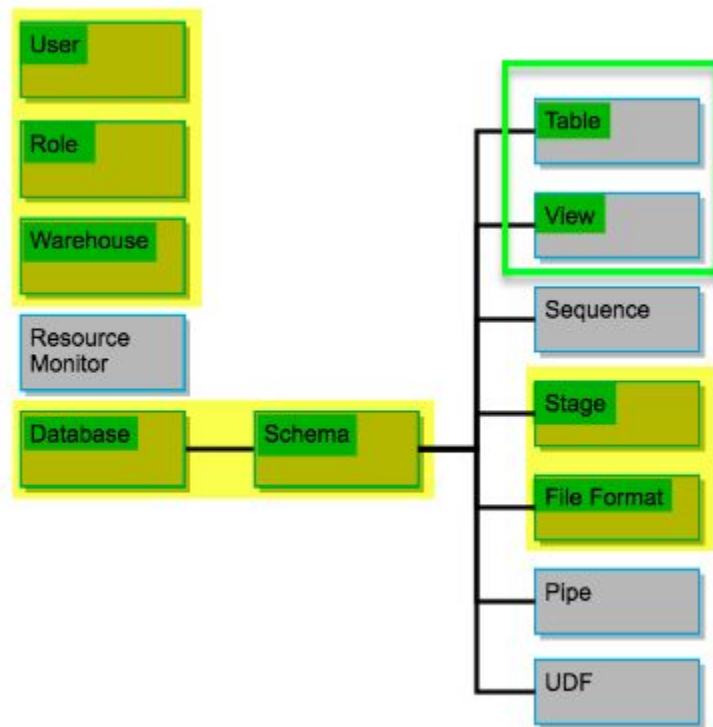 User
Role
Warehouse
Resource
Monitor
Database
Schema
Table
View
Sequence
Stage
File Format
Pipe
UDF